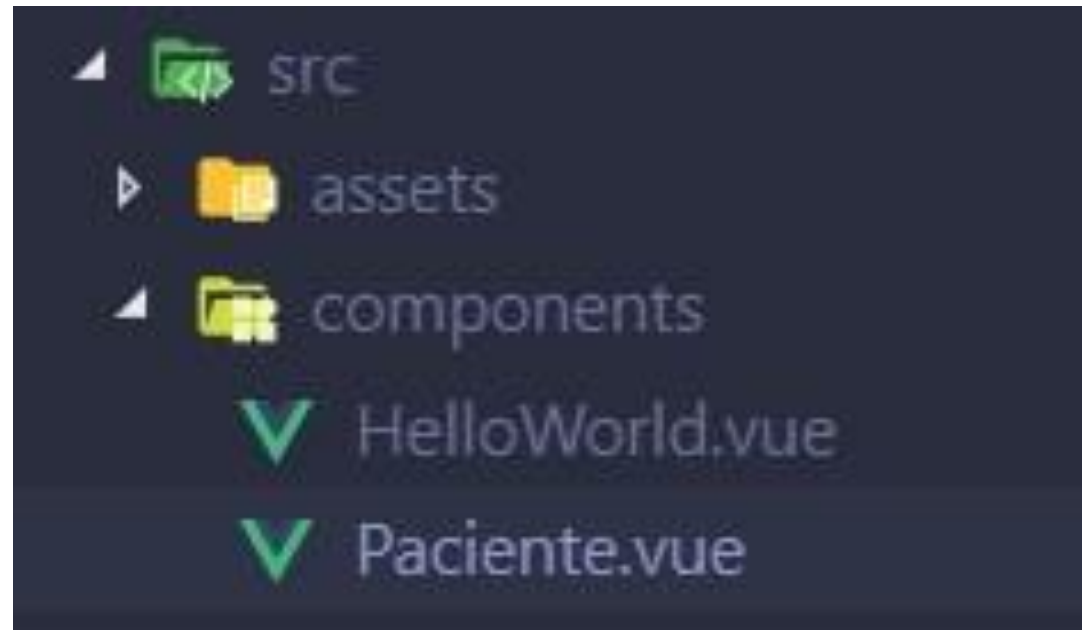 src
assets
components
HelloWorld.vue
Paciente.vue